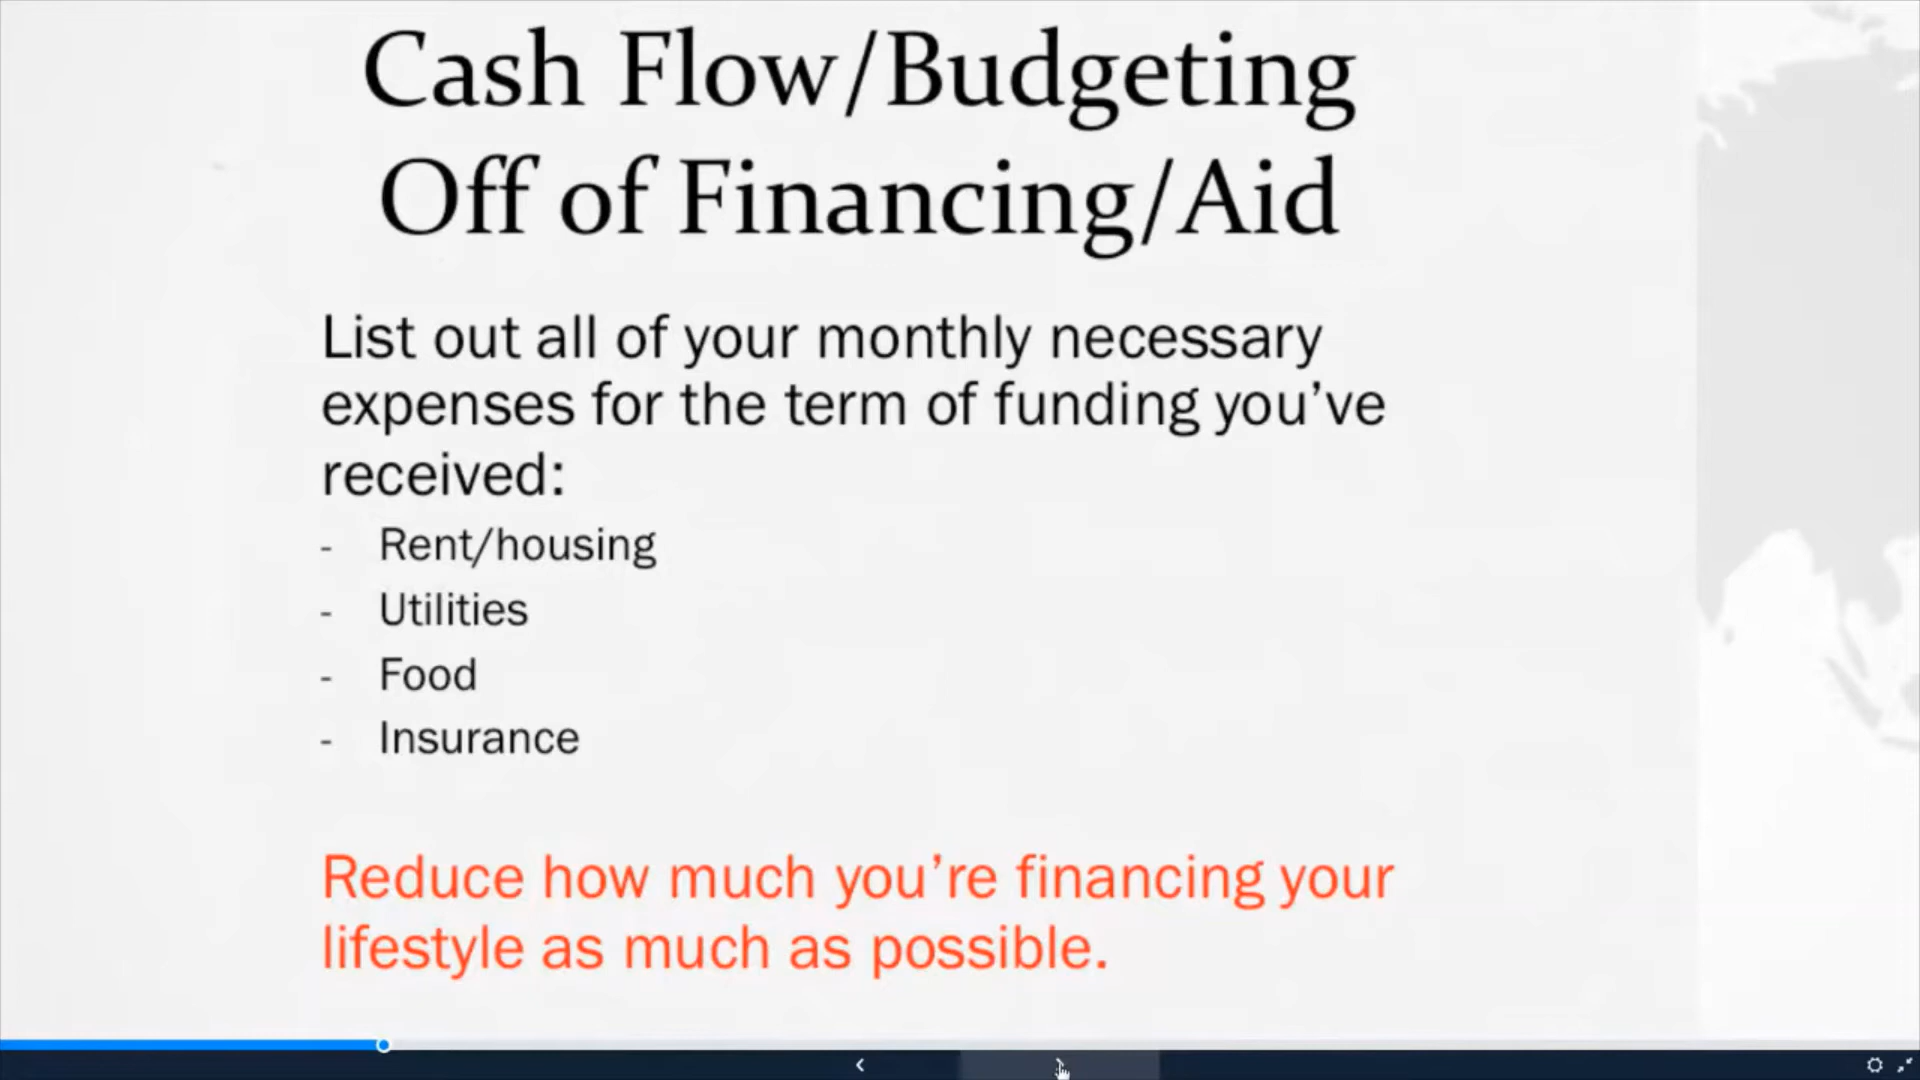 Cash Flow/Budgeting
Off of Financing/Aid
List out all of your monthly necessary
expenses for the term of funding you’ve
received:
- Rent/housing
- Utilities
- Food
- Insurance
Reduce how much you’re financing your
lifestyle as much as possible.